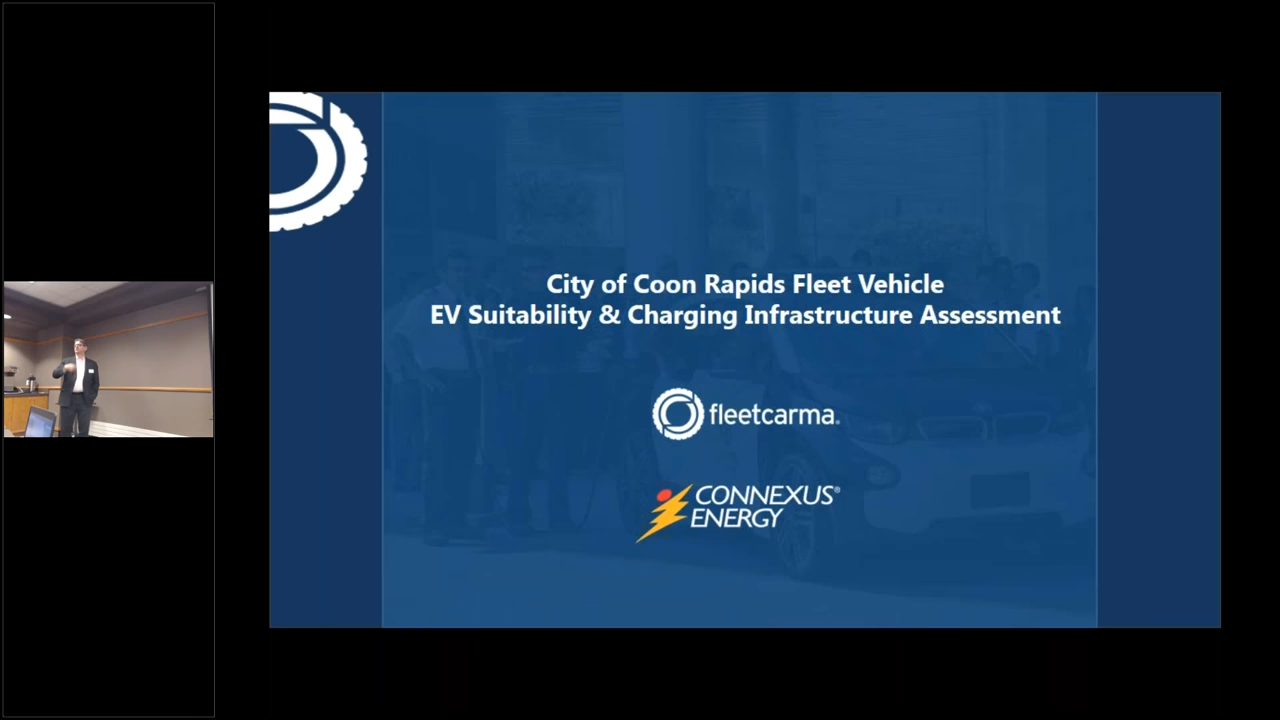 City of Coon Rapids Fleet Vehicle
EV Suitability & Charging Infrastructure Assessment
fleetcarma®
CONNEXUS®
ENERGY